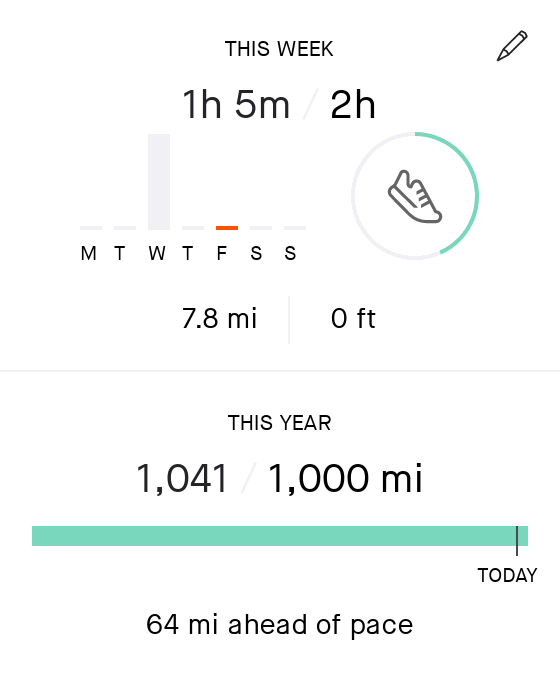 THIS WEEK
1h 5m / 2h
M T W T F S S
7.8 mi 0 ft
THIS YEAR
1,041 / 1,000 mi
TODAY
64 mi ahead of pace